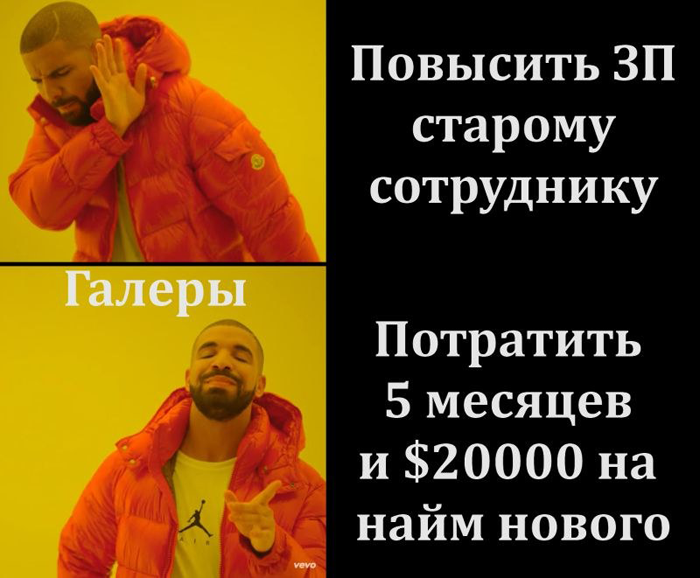 Повысить ЗП
старому
сотруднику
Галеры
Потратить
5 месяцев
и $20000 на
найм нового
vevo